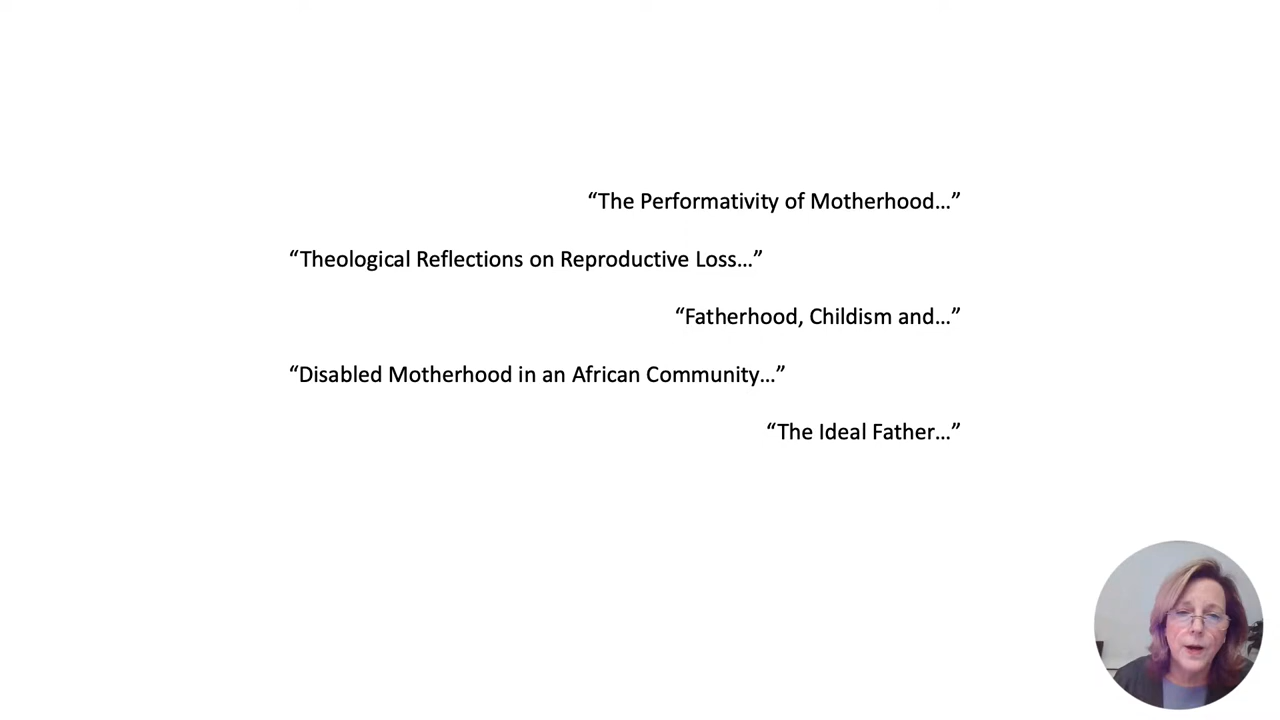 “The Performativity of Motherhood…”
“Theological Reflections on Reproductive Loss…”
“Fatherhood, Childism and…”
“Disabled Motherhood in an African Community…”
“The Ideal Father…”